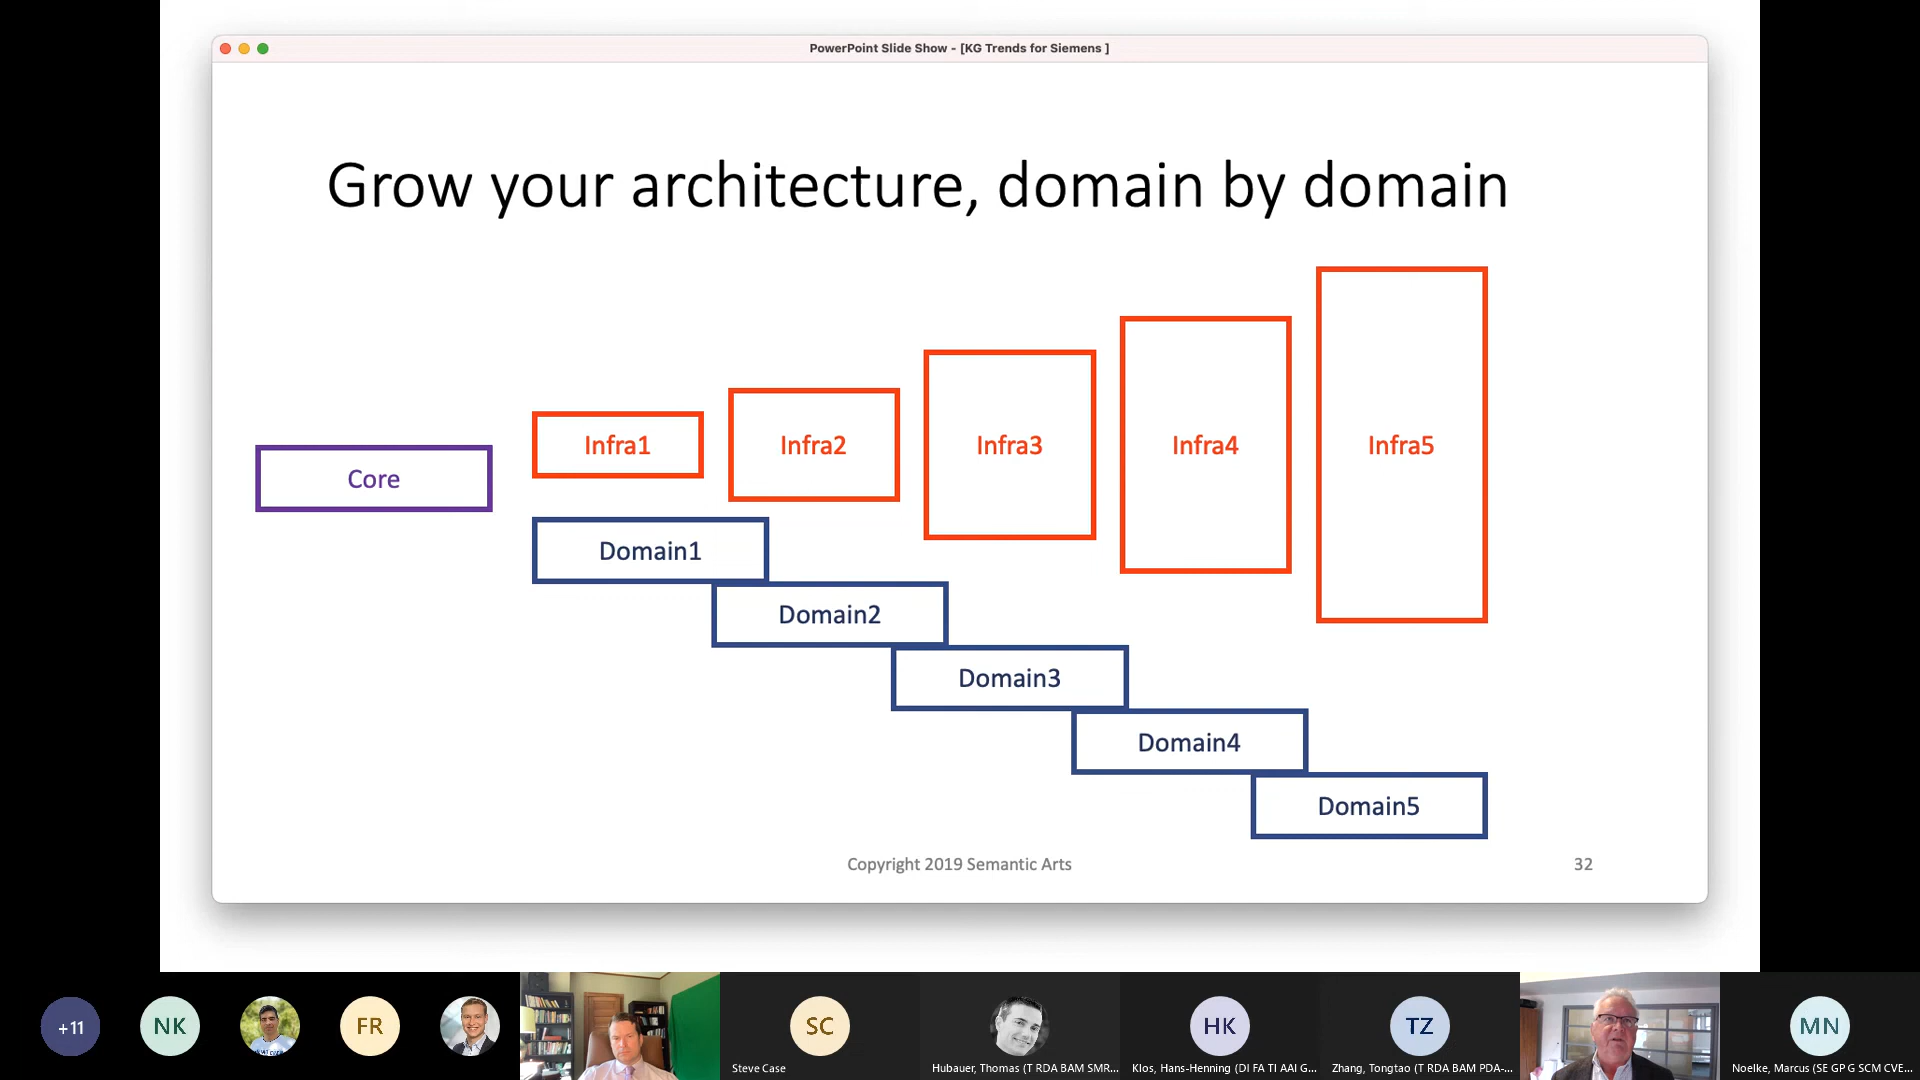 PowerPoint Slide Show - [KG Trends for Siemens ]
Grow your architecture, domain by domain
Core
Infra1
Infra2
Infra3
Infra4
Infra5
Domain1
Domain2
Domain3
Domain4
Domain5
Copyright 2019 Semantic Arts
32
+11
NK
FR
SC
Steve Case
Hubauer, Thomas (T RDA BAM SMR...
HK
Klos, Hans-Henning (DI FA TI AAI G...
TZ
Zhang, Tongtao (T RDA BAM PDA-...
MN
Noelke, Marcus (SE GP G SCM CVE...